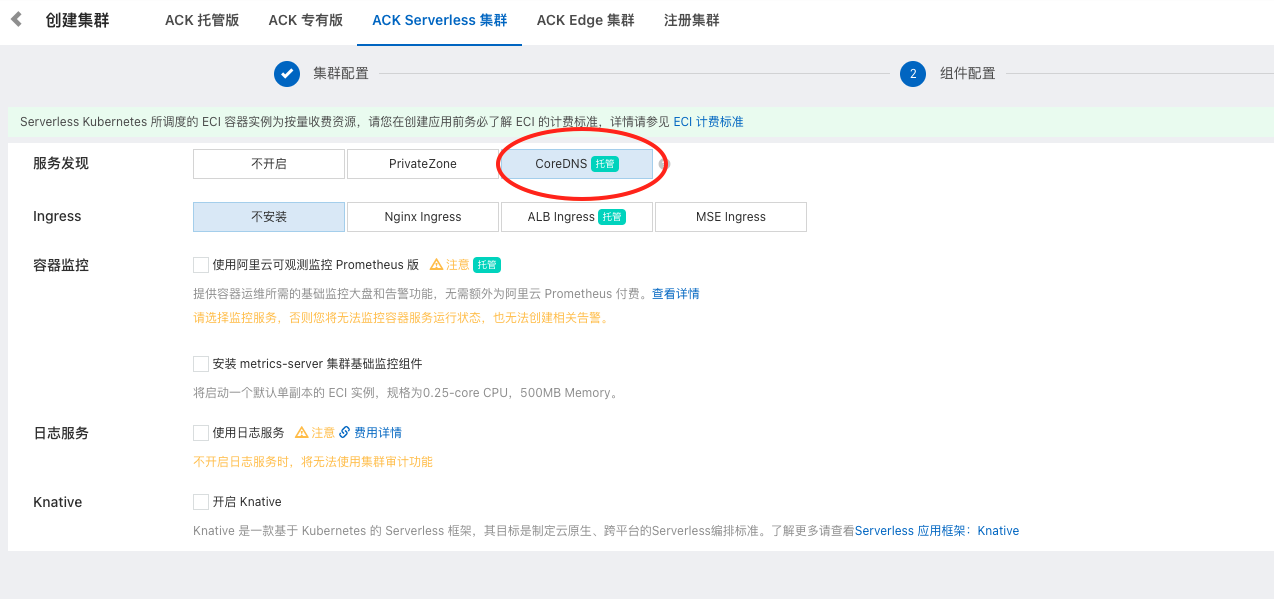 创建集群 ACK 托管版 ACK 专有版 ACK Serverless 集群 ACK Edge 集群 注册集群
集群配置 2 组件配置
Serverless Kubernetes 所调度的 ECI 容器实例为按量收费资源，请您在创建应用前务必了解 ECI 的计费标准，详情请参见 ECI 计费标准
服务发现 不开启 PrivateZone CoreDNS 托管
Ingress 不安装 Nginx Ingress ALB Ingress 托管 MSE Ingress
容器监控 使用阿里云可观测监控 Prometheus 版 注意 托管
提供容器运维所需的基础监控大盘和告警功能，无需额外为阿里云 Prometheus 付费。查看详情
请选择监控服务，否则您将无法监控容器服务运行状态，也无法创建相关告警。
安装 metrics-server 集群基础监控组件
将启动一个默认单副本的 ECI 实例，规格为0.25-core CPU，500MB Memory。
日志服务 使用日志服务 注意 费用详情
不开启日志服务时，将无法使用集群审计功能
Knative 开启 Knative
Knative 是一款基于 Kubernetes 的 Serverless 框架，其目标是制定云原生、跨平台的Serverless编排标准。了解更多请查看Serverless 应用框架：Knative